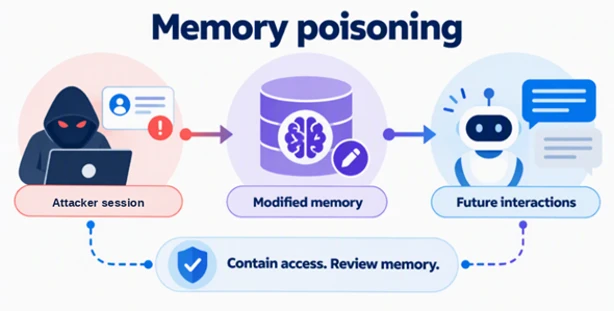 Memory poisoning
Attacker session
Modified memory
Future interactions
Contain access. Review memory.